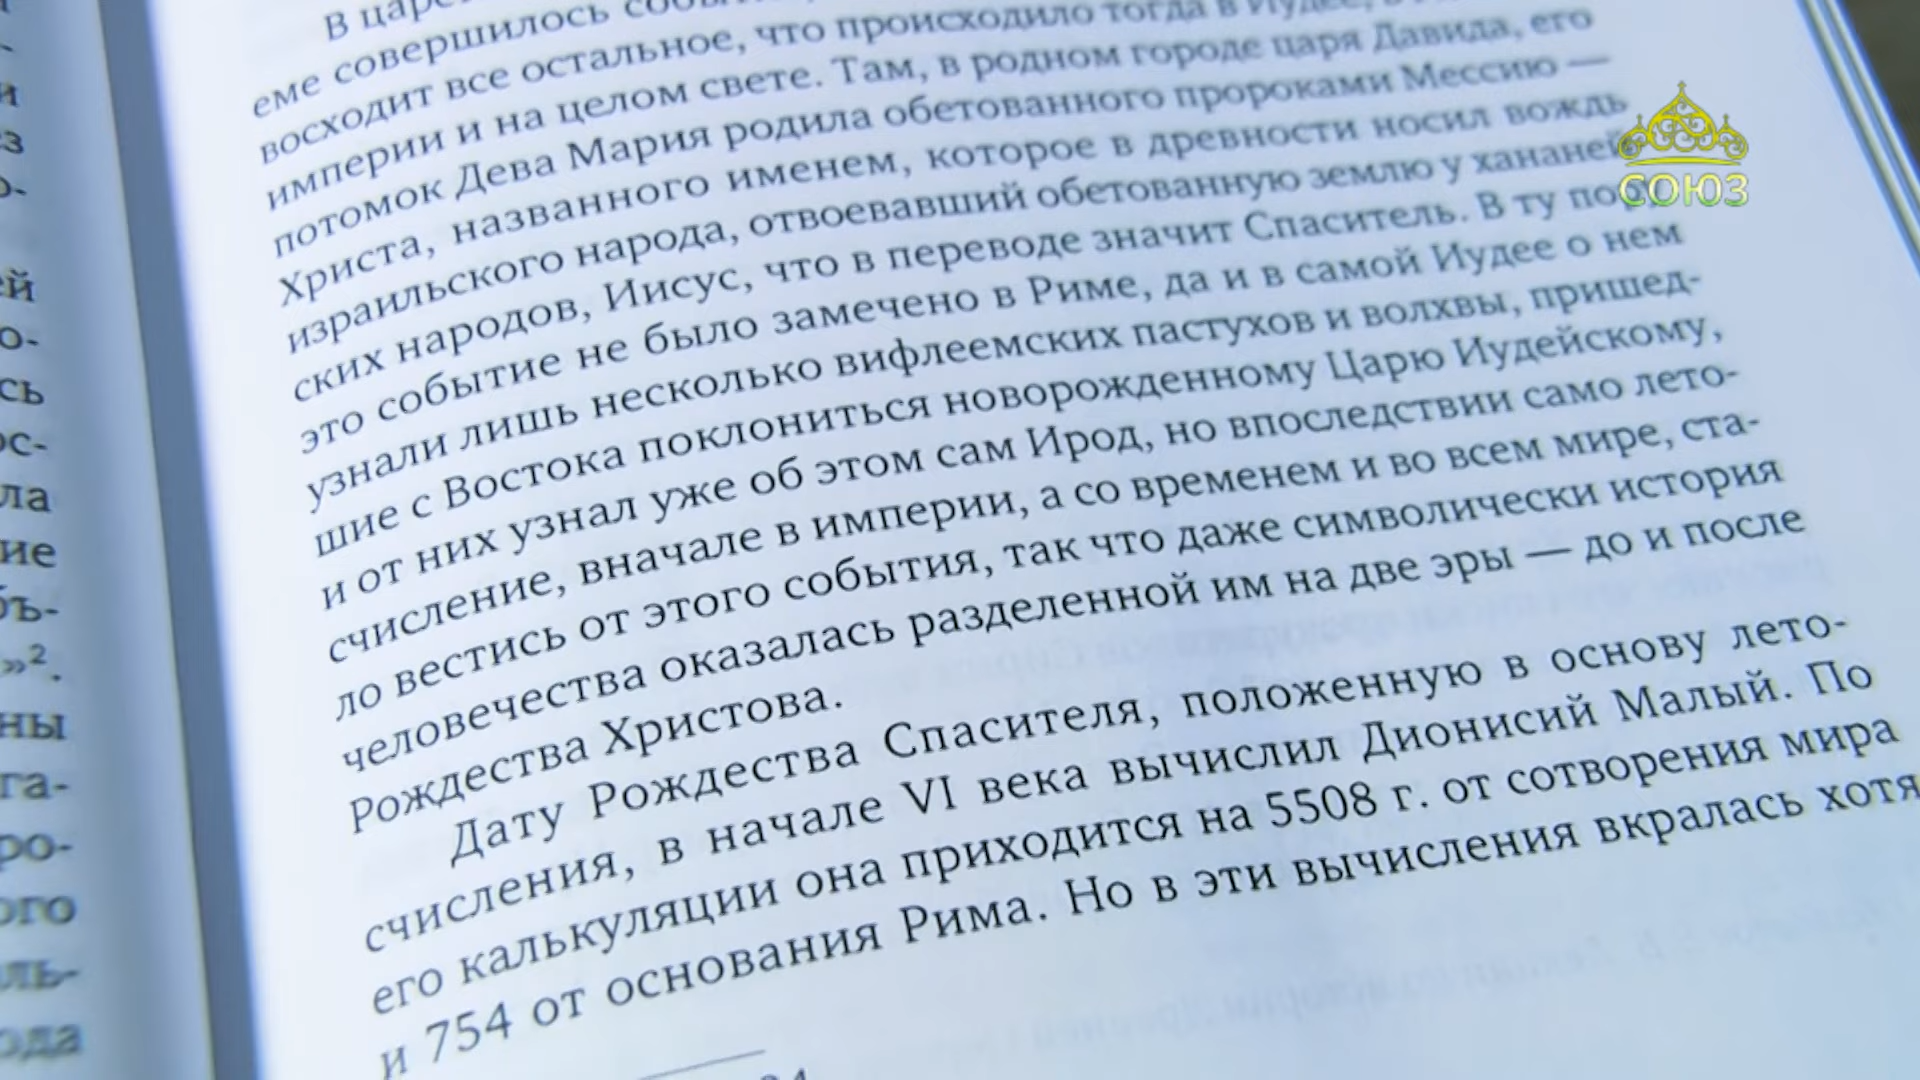 В
еме совершилось
восходит все остальное, что происходило тогда в Иудее, в
империи и на целом свете. Там, в родном городе царя Давида, его
потомок Дева Мария родила обетованного пророками Мессию —
Христа, названного именем, которое в древности носил вождь
израильского народа, отвоевавший обетованную землю у хананей
ских народов, Иисус, что в переводе значит Спаситель. В ту пору
это событие не было замечено в Риме, да и в самой Иудее о нем
узнали лишь несколько вифлеемских пастухов и волхвы, пришед-
шие с Востока поклониться новорожденному Царю Иудейскому,
и от них узнал уже об этом сам Ирод, но впоследствии само лето-
счисление, вначале в империи, а со временем и во всем мире, ста-
ло вестись от этого события, так что даже символически история
человечества оказалась разделенной им на две эры — до и после
Рождества Христова.
Дату Рождества Спасителя, положенную в основу лето-
счисления, в начале VI века вычислил Дионисий Малый. По
его калькуляции она приходится на 5508 г. от сотворения мира
и 754 от основания Рима. Но в эти вычисления вкралась хотя
СОЮЗ